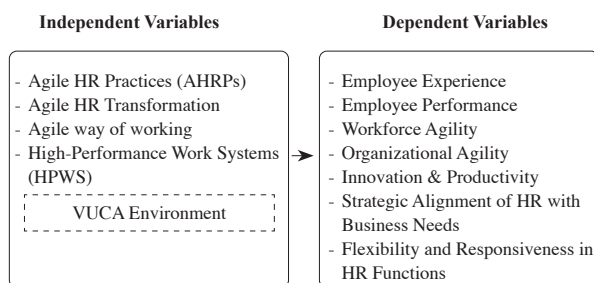 Independent Variables
- Agile HR Practices (AHRPs)
- Agile HR Transformation
- Agile way of working
- High-Performance Work Systems
(HPWS)
VUCA Environment
Dependent Variables
- Employee Experience
- Employee Performance
- Workforce Agility
- Organizational Agility
- Innovation & Productivity
- Strategic Alignment of HR with
Business Needs
- Flexibility and Responsiveness in
HR Functions